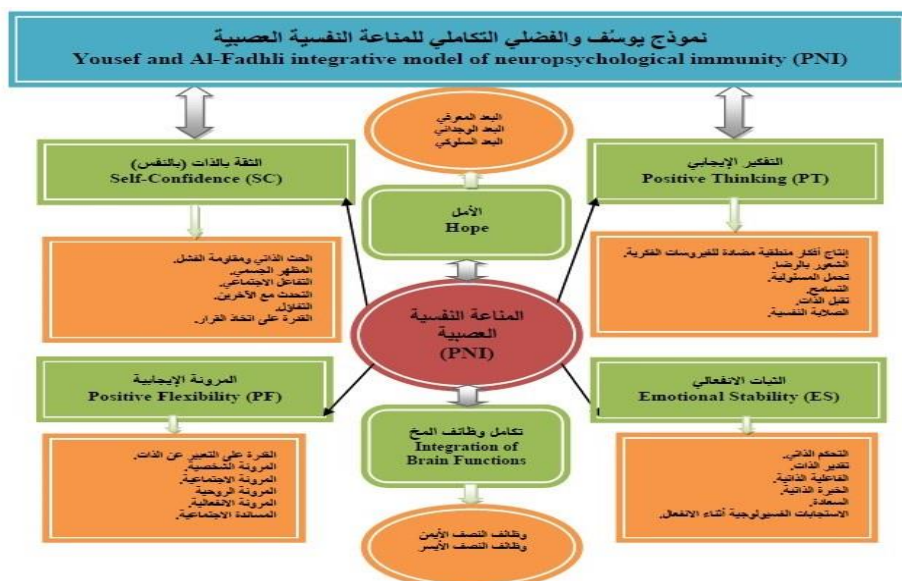 نموذج يوسُف والفضلي التكاملي للمناعة النفسية العصبية
Yousef and Al-Fadhli integrative model of neuropsychological immunity (PNI)
البعد المعرفي
البعد الوجداني
البعد السلوكي
التفكير الإيجابي
Positive Thinking (PT)
الثقة بالذات (بالنفس)
Self-Confidence (SC)
الأمل
Hope
إنتاج أفكار منطقية مضادة للفيروسات الفكرية.
الشعور بالرضا.
تحمل المسئولية.
التسامح.
تقبل الذات.
الصلابة النفسية.
الحث الذاتي ومقاومة الفشل.
المظهر الجسمي.
التفاعل الاجتماعي.
التحدث مع الآخرين.
التفاؤل.
القدرة على اتخاذ القرار.
المناعة النفسية
العصبية
(PNI)
الثبات الانفعالي
Emotional Stability (ES)
المرونة الإيجابية
Positive Flexibility (PF)
تكامل وظائف المخ
Integration of
Brain Functions
التحكم الذاتي.
تقدير الذات.
الفاعلية الذاتية.
الخبرة الذاتية.
السعادة.
الاستجابات الفسيولوجية أثناء الانفعال.
القدرة على التعبير عن الذات.
المرونة الشخصية.
المرونة الاجتماعية.
المرونة الروحية.
المرونة الانفعالية.
المساندة الاجتماعية.
وظائف النصف الأيمن
وظائف النصف الأيسر